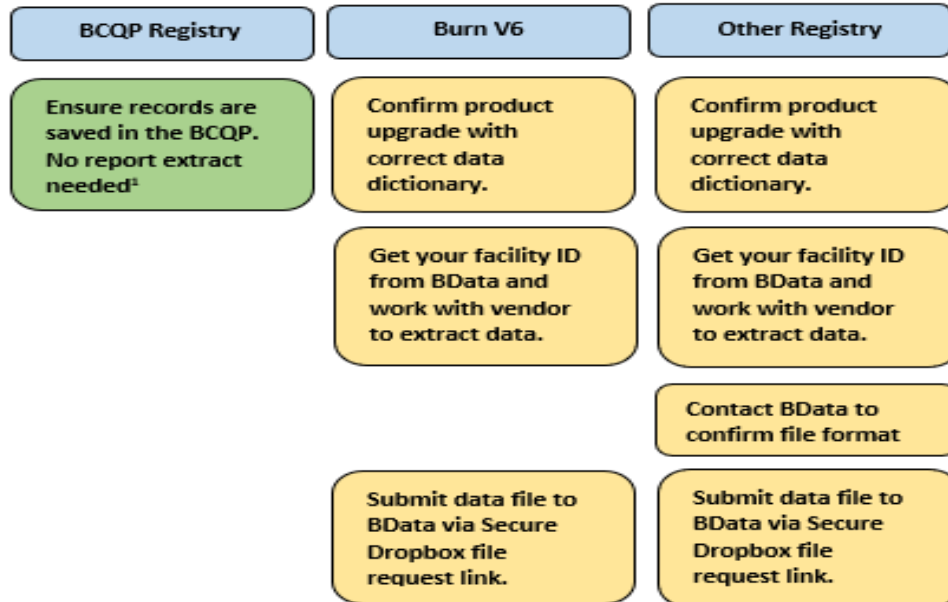 BCQP Registry
Burn V6
Other Registry
Ensure records are
saved in the BCQP.
No report extract
needed¹
Confirm product
upgrade with
correct data
dictionary.
Confirm product
upgrade with
correct data
dictionary.
Get your facility ID
from BData and
work with vendor
to extract data.
Get your facility ID
from BData and
work with vendor
to extract data.
Contact BData to
confirm file format
Submit data file to
BData via Secure
Dropbox file
request link.
Submit data file to
BData via Secure
Dropbox file
request link.